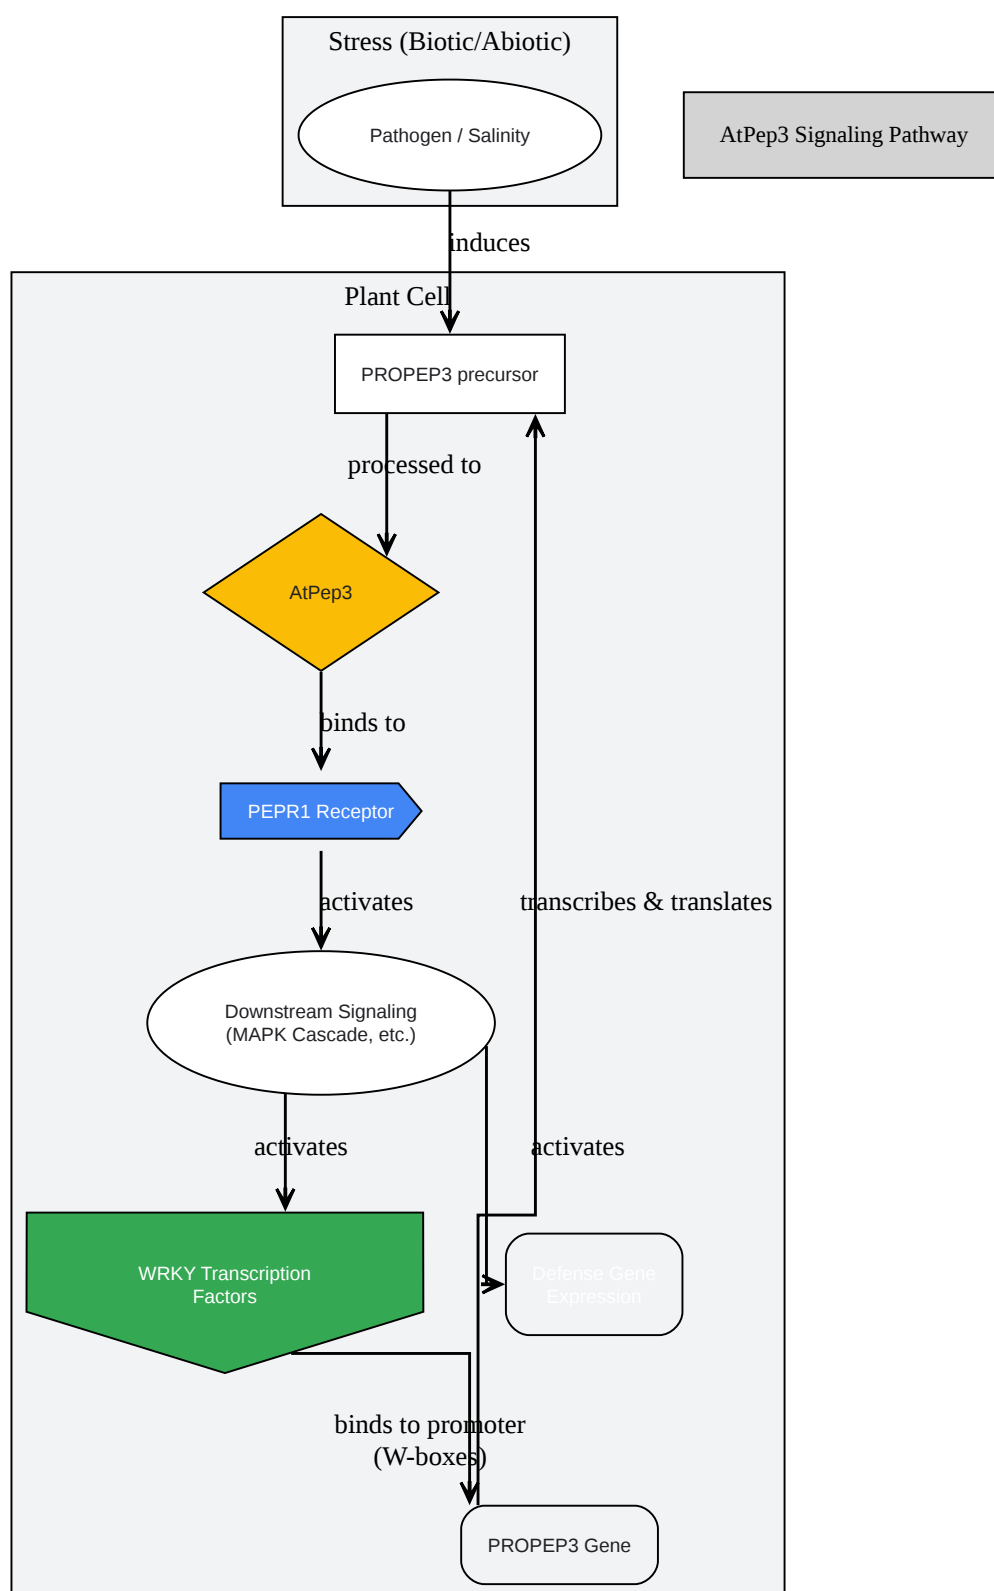 Stress (Biotic/Abiotic)
Pathogen / Salinity
AtPep3 Signaling Pathway
induces
Plant Cell
PROPEP3 precursor
processed to
AtPep3
binds to
PEPR1 Receptor
activates
transcribes & translates
Downstream Signaling
(MAPK Cascade, etc.)
activates
activates
WRKY Transcription
Factors
Defense Gene
Expression
binds to promoter
(W-boxes)
PROPEP3 Gene